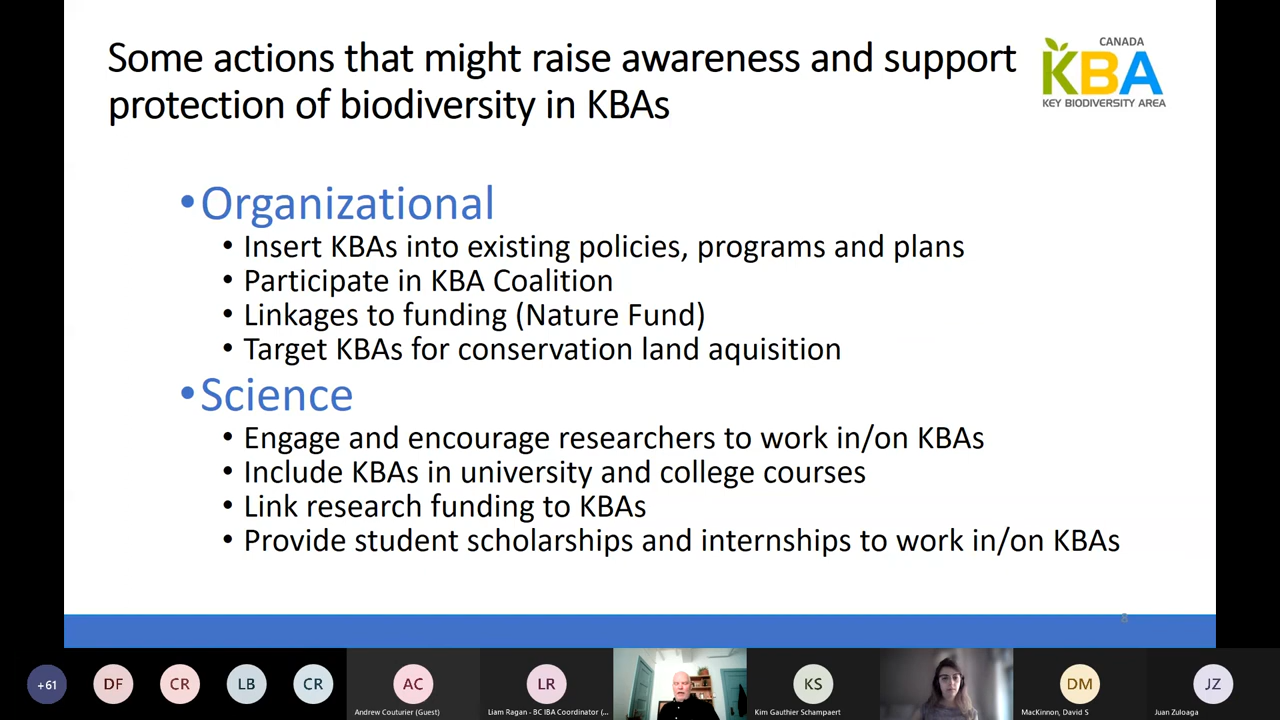 Some actions that might raise awareness and support
protection of biodiversity in KBAs
CANADA
KBA
KEY BIODIVERSITY AREA
•Organizational
• Insert KBAs into existing policies, programs and plans
• Participate in KBA Coalition
• Linkages to funding (Nature Fund)
• Target KBAs for conservation land aquisition
•Science
• Engage and encourage researchers to work in/on KBAs
• Include KBAs in university and college courses
• Link research funding to KBAs
• Provide student scholarships and internships to work in/on KBAs
8
+61
DF
CR
LB
CR
AC
Andrew Couturier (Guest)
LR
Liam Ragan - BC IBA Coordinator (...
KS
Kim Gauthier Schampaert
DM
MacKinnon, David S
JZ
Juan Zuloaga